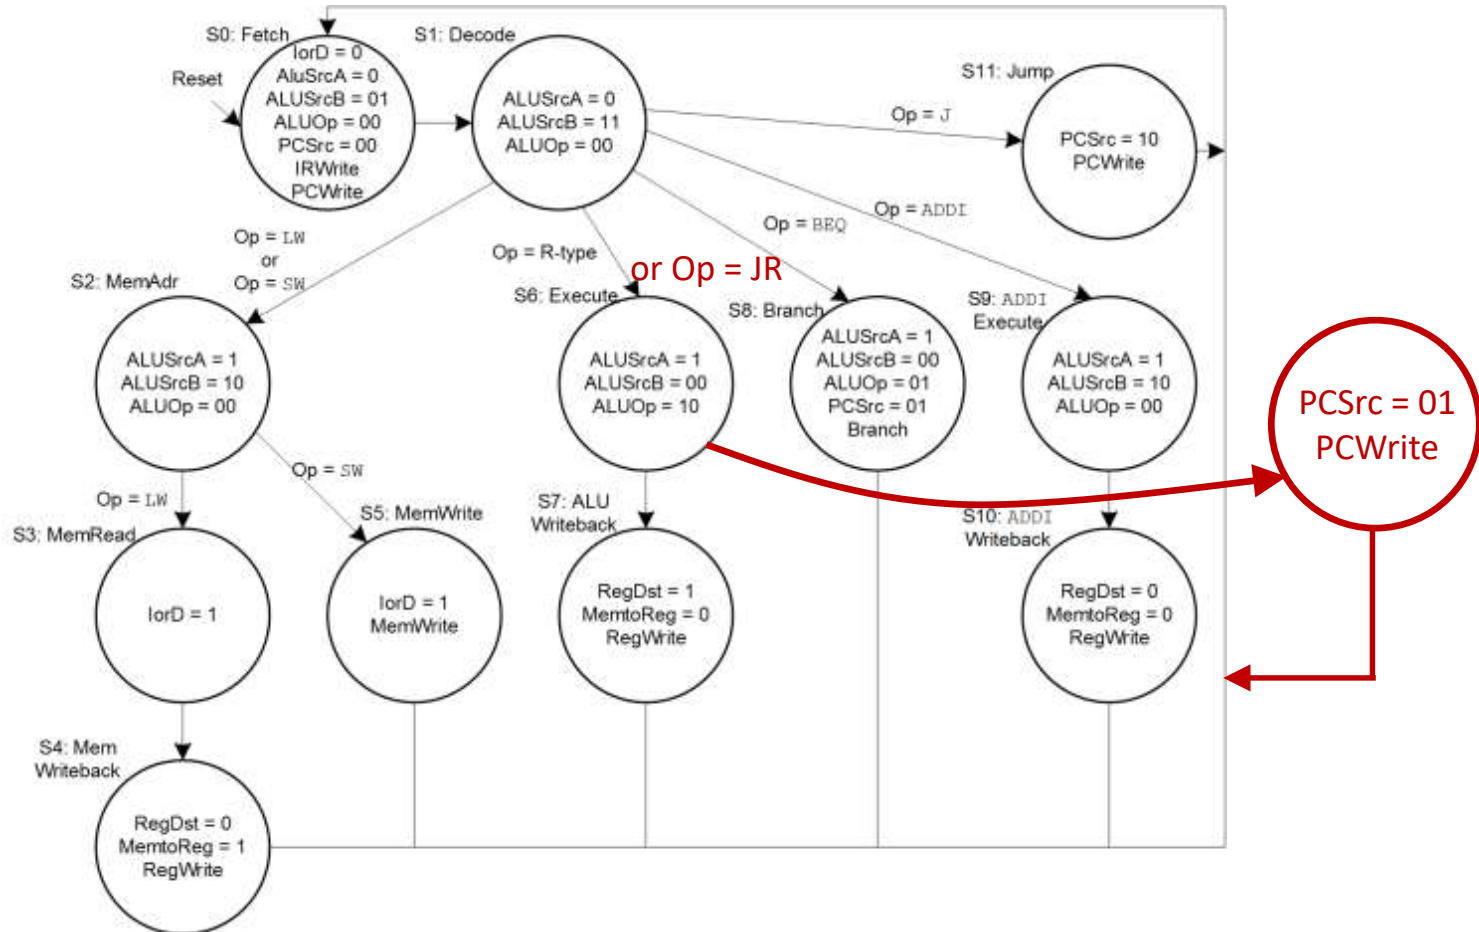 S0: Fetch
IorD = 0
AluSrcA = 0
ALUSrcB = 01
ALUOp = 00
PCSrc = 00
IRWrite
PCWrite
Reset
S1: Decode
ALUSrcA = 0
ALUSrcB = 11
ALUOp = 00
Op = J
S11: Jump
PCSrc = 10
PCWrite
Op = LW
or
Op = SW
Op = R-type
or Op = JR
Op = BEQ
Op = ADDI
S2: MemAdr
ALUSrcA = 1
ALUSrcB = 10
ALUOp = 00
S6: Execute
ALUSrcA = 1
ALUSrcB = 00
ALUOp = 10
S8: Branch
ALUSrcA = 1
ALUSrcB = 00
ALUOp = 01
PCSrc = 01
Branch
S9: ADDI
Execute
ALUSrcA = 1
ALUSrcB = 10
ALUOp = 00
PCSrc = 01
PCWrite
Op = LW
Op = SW
S3: MemRead
IorD = 1
S5: MemWrite
IorD = 1
MemWrite
S7: ALU
Writeback
RegDst = 1
MemtoReg = 0
RegWrite
S10: ADDI
Writeback
RegDst = 0
MemtoReg = 0
RegWrite
S4: Mem
Writeback
RegDst = 0
MemtoReg = 1
RegWrite